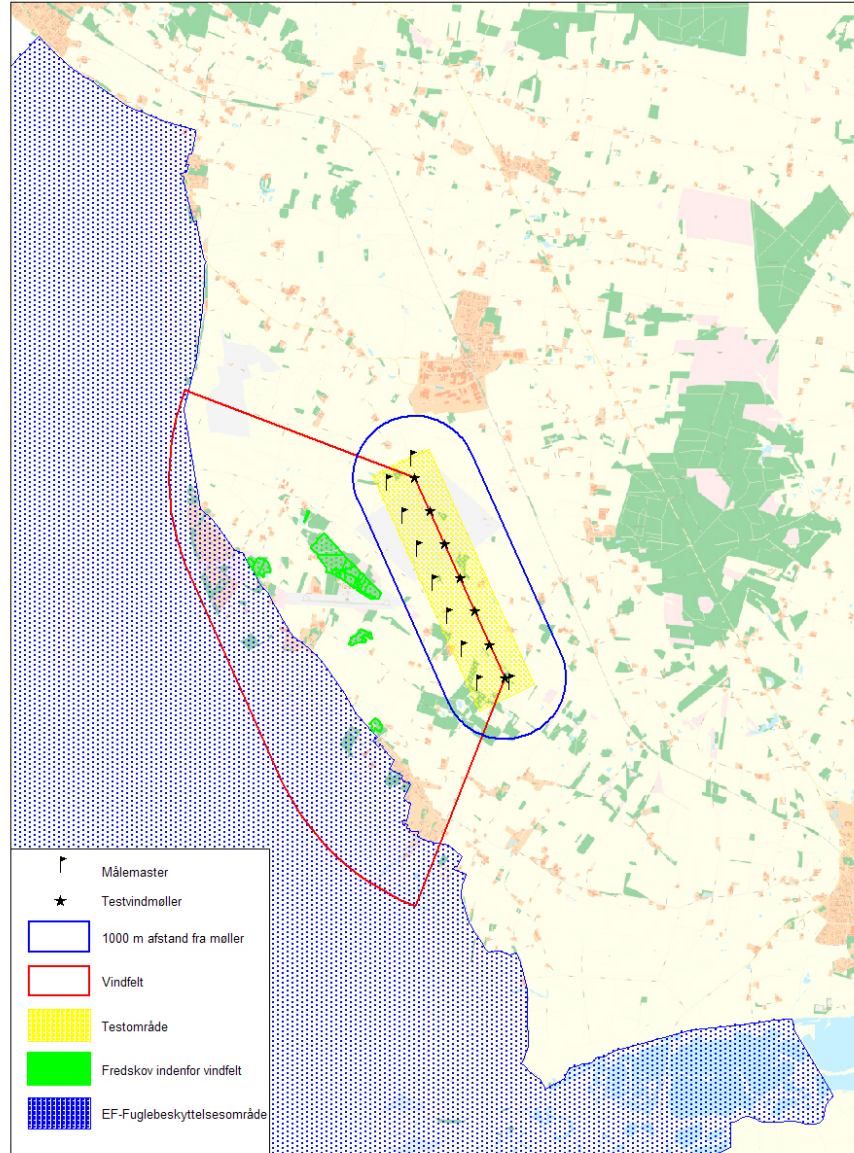 Målemaster
Testvindmøller
1000 m afstand fra møller
Vindfelt
Testområde
Fredskov indenfor vindfelt
EF-Fuglebeskyttelsesområde